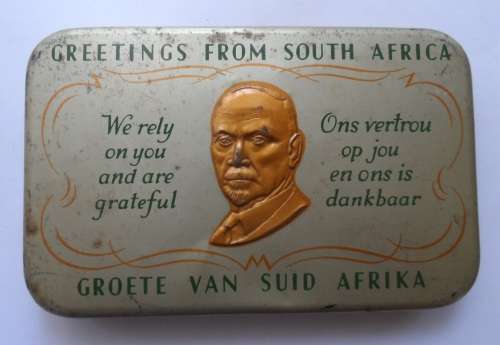 GREETINGS FROM SOUTH AFRICA
We rely
on you
and are
grateful
Ons vertrou
op jou
en ons is
dankbaar
GROETE VAN SUID AFRIKA